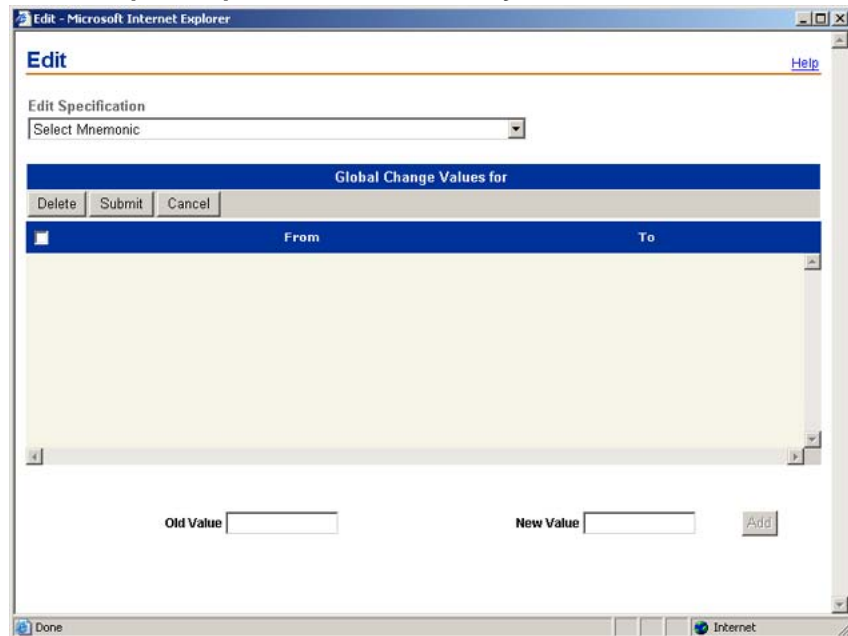 Edit - Microsoft Internet Explorer
Edit
Help
Edit Specification
Select Mnemonic
Global Change Values for
Delete Submit Cancel
From To
Old Value New Value Add
Done Internet